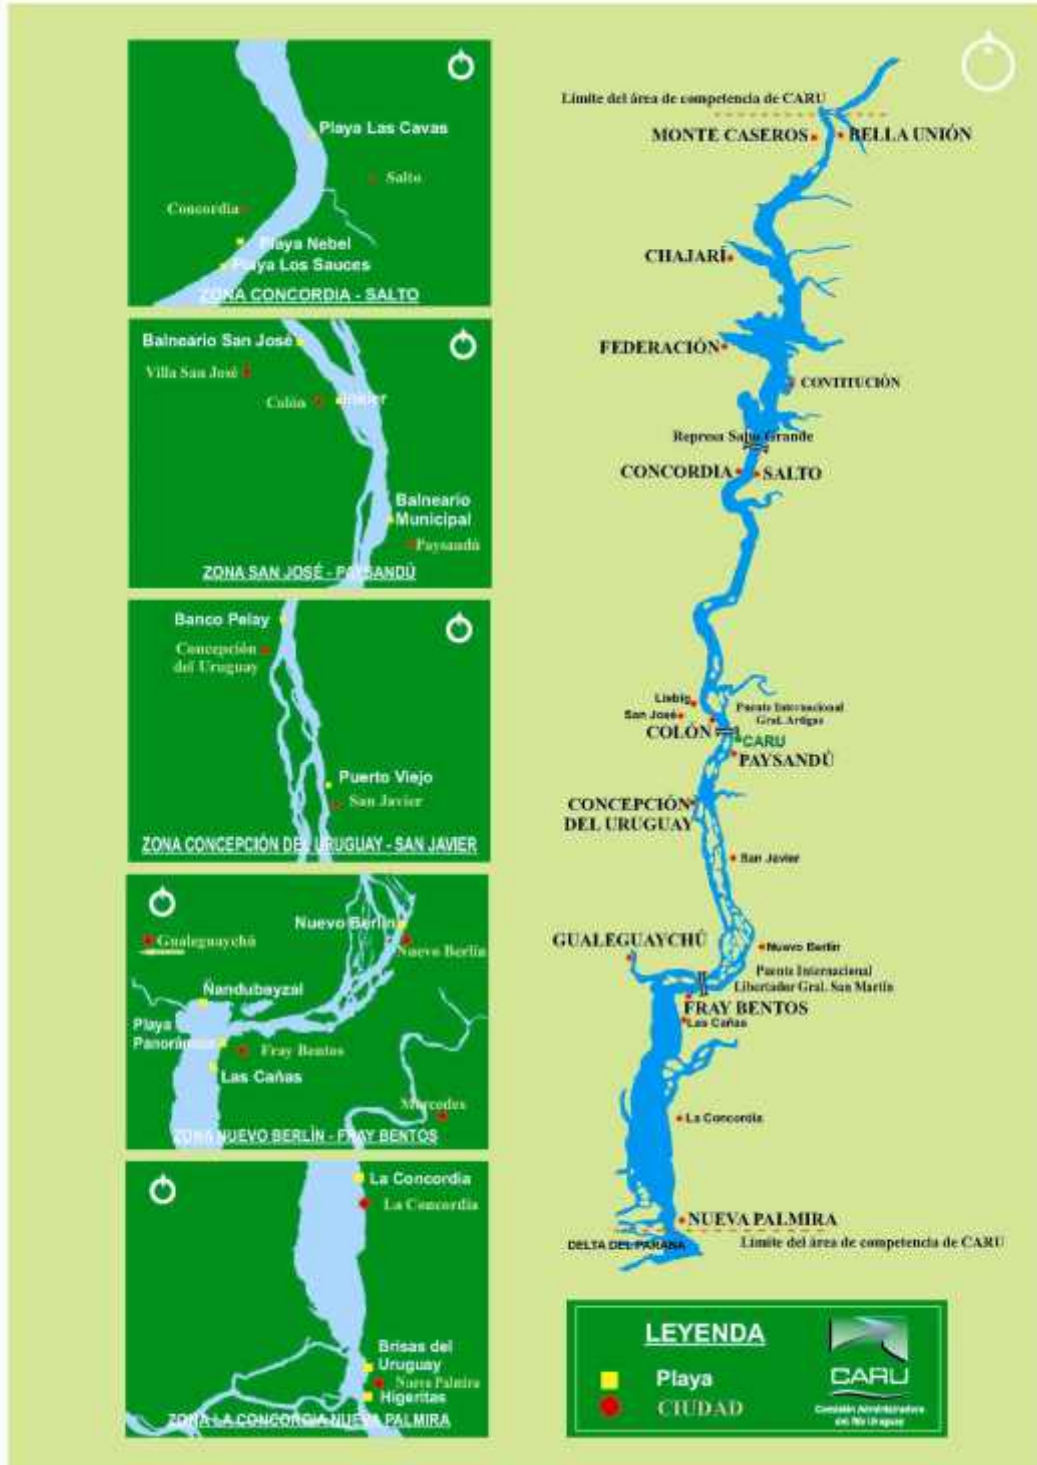 Playa Las Cavas
Salto
Concordia
Playa Nebel
Playa Los Sauces
ZONA CONCORDIA - SALTO
Balneario San José
Villa San José
Colón
Balneario
Municipal
Paysandú
ZONA SAN JOSÉ - PAYSANDÚ
Banco Pelay
Concepción
del Uruguay
Puerto Viejo
San Javier
ZONA CONCEPCIÓN DEL URUGUAY - SAN JAVIER
Nuevo Berlín
Gualeguaychú
Nuevo Berlín
Ñandubayzal
Playa
Panorámica
Fray Bentos
Las Cañas
Mercedes
ZONA NUEVO BERLÍN - FRAY BENTOS
La Concordia
La Concordia
Brisas del
Uruguay
Nueva Palmira
Higeritas
ZONA LA CONCORDIA NUEVA PALMIRA
Límite del área de competencia de CARU
MONTE CASEROS
BELLA UNIÓN
CHAJARÍ
FEDERACIÓN
CONTITUCIÓN
Represa Salto Grande
CONCORDIA
SALTO
Liebig
San José
Puente Internacional
Gral. Artigas
COLÓN
CARU
PAYSANDÚ
CONCEPCIÓN
DEL URUGUAY
San Javier
GUALEGUAYCHÚ
Nuevo Berlín
Puente Internacional
Libertador Gral. San Martín
FRAY BENTOS
Las Cañas
La Concordia
NUEVA PALMIRA
DELTA DEL PARANA
Límite del área de competencia de CARU
LEYENDA
Playa
CIUDAD
CARU
Comisión Administradora
del Río Uruguay